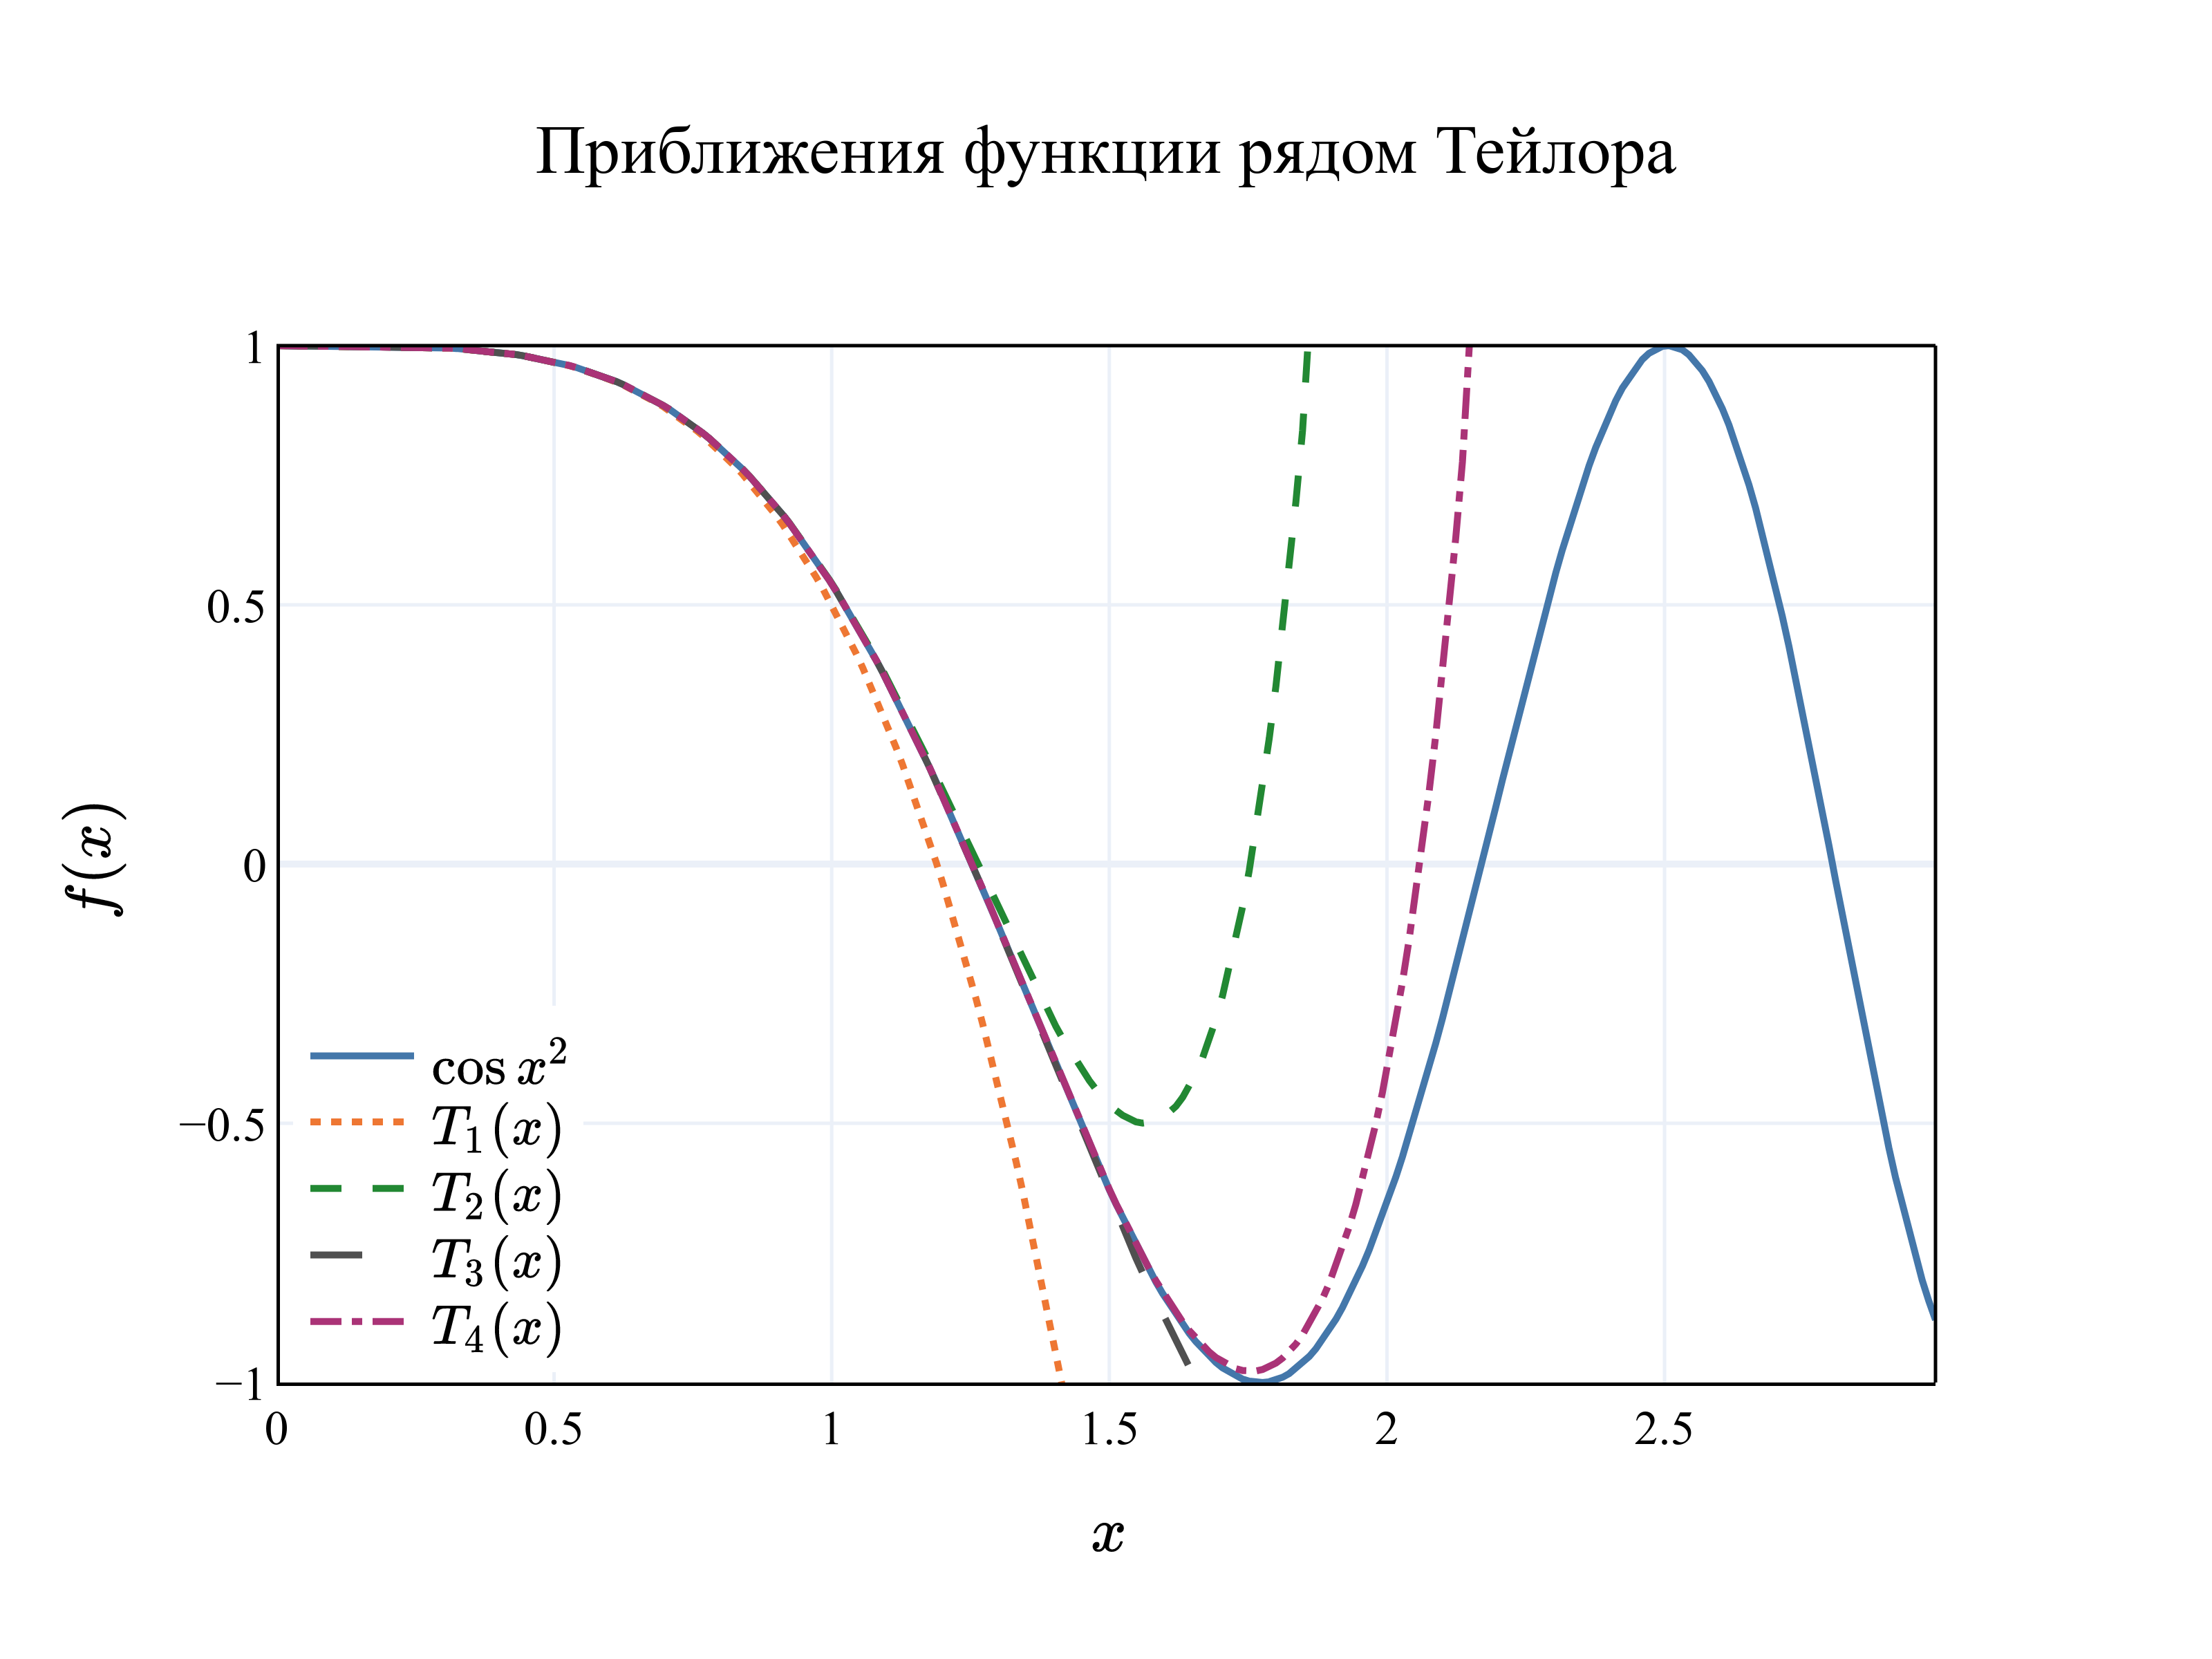 Приближения функции рядом Тейлора
f(x)
1
0.5
0
−0.5
−1
cos x²
T₁(x)
T₂(x)
T₃(x)
T₄(x)
0 0.5 1 1.5 2 2.5
x